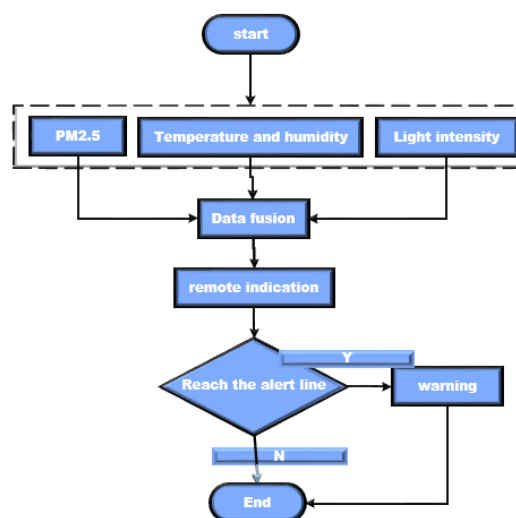 start
PM2.5
Temperature and humidity
Light intensity
Data fusion
remote indication
Y
Reach the alert line
warning
N
End